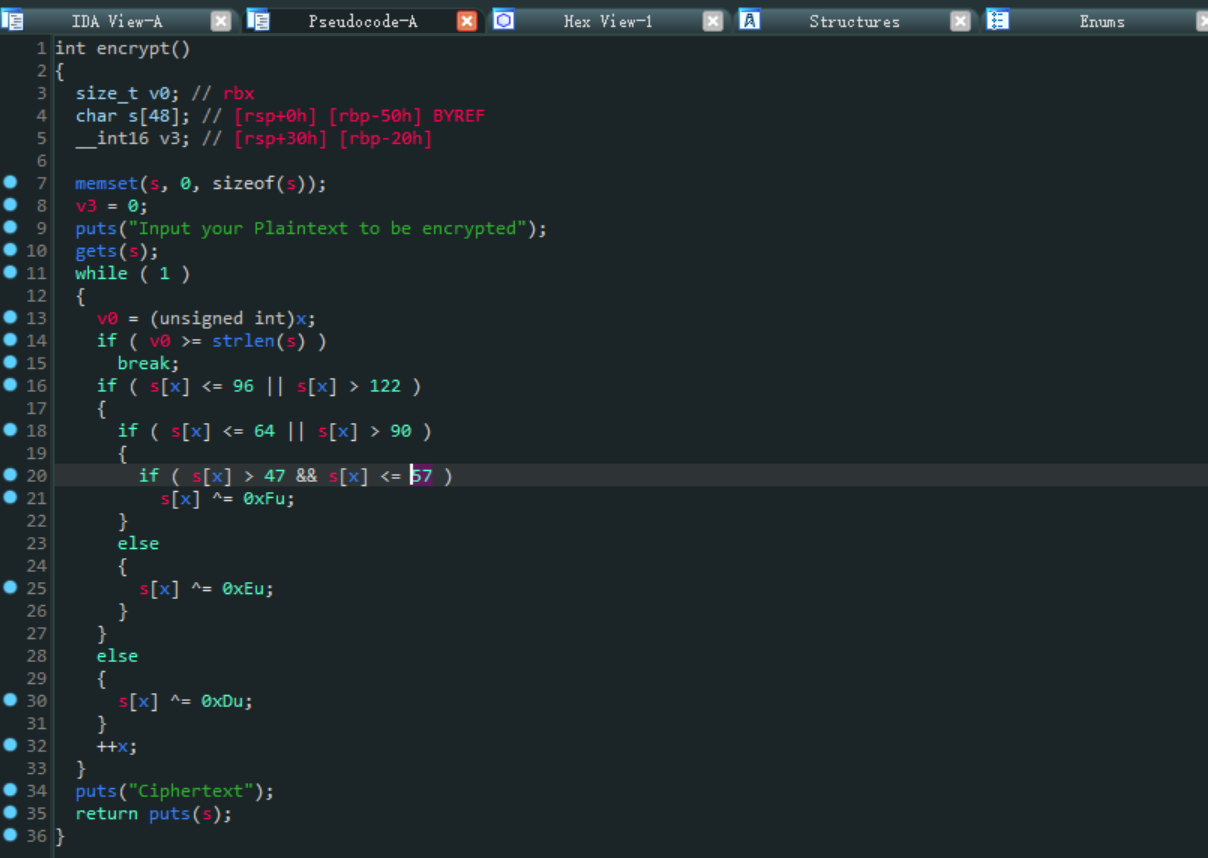 IDA View-A Pseudocode-A Hex View-1 Structures Enums
1 int encrypt()
2 {
3 size_t v0; // rbx
4 char s[48]; // [rsp+0h] [rbp-50h] BYREF
5 __int16 v3; // [rsp+30h] [rbp-20h]
6
7 memset(s, 0, sizeof(s));
8 v3 = 0;
9 puts("Input your Plaintext to be encrypted");
10 gets(s);
11 while ( 1 )
12 {
13 v0 = (unsigned int)x;
14 if ( v0 >= strlen(s) )
15 break;
16 if ( s[x] <= 96 || s[x] > 122 )
17 {
18 if ( s[x] <= 64 || s[x] > 90 )
19 {
20 if ( s[x] > 47 && s[x] <= 57 )
21 s[x] ^= 0xFu;
22 }
23 else
24 {
25 s[x] ^= 0xEu;
26 }
27 }
28 else
29 {
30 s[x] ^= 0xDu;
31 }
32 ++x;
33 }
34 puts("Ciphertext");
35 return puts(s);
36 }